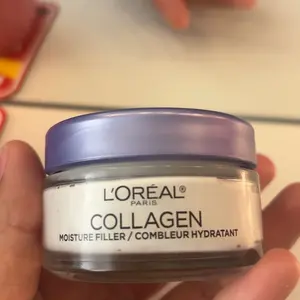 L'ORÉAL®
PARIS
COLLAGEN
MOISTURE FILLER / COMBLEUR HYDRATANT